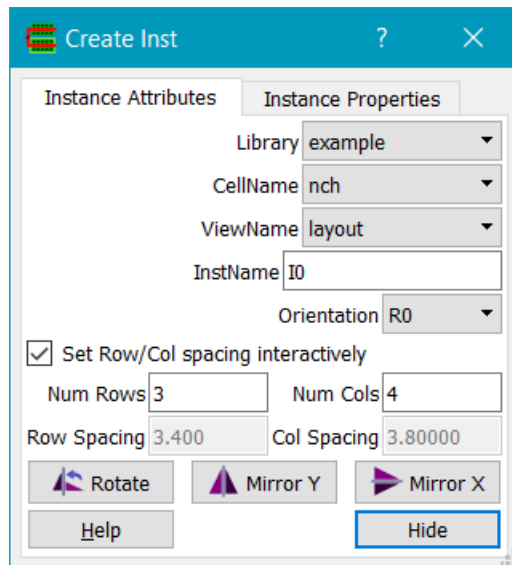 Create Inst ?
Instance Attributes Instance Properties
Library example
CellName nch
ViewName layout
InstName I0
Orientation R0
Set Row/Col spacing interactively
Num Rows 3 Num Cols 4
Row Spacing 3.400 Col Spacing 3.80000
Rotate Mirror Y Mirror X
Help Hide